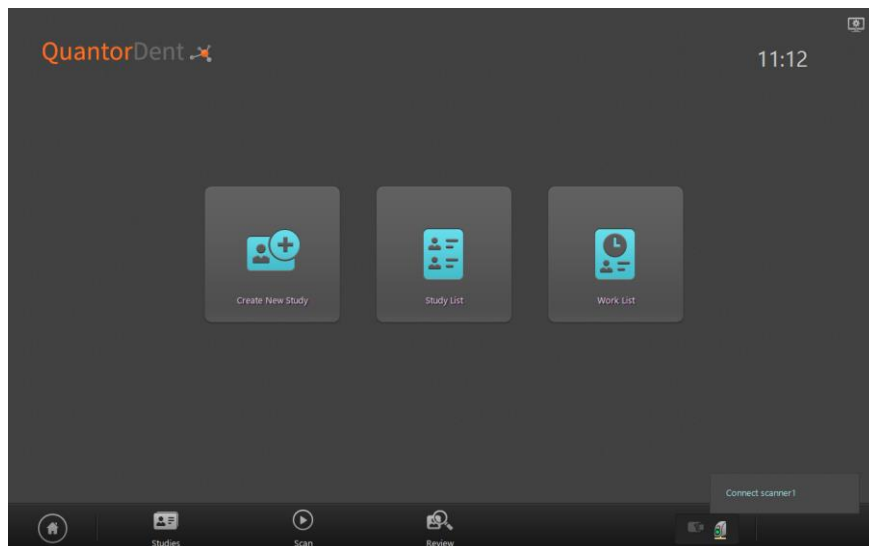 QuantorDent
11:12
Create New Study
Study List
Work List
Connect scanner1
Studies
Scan
Review